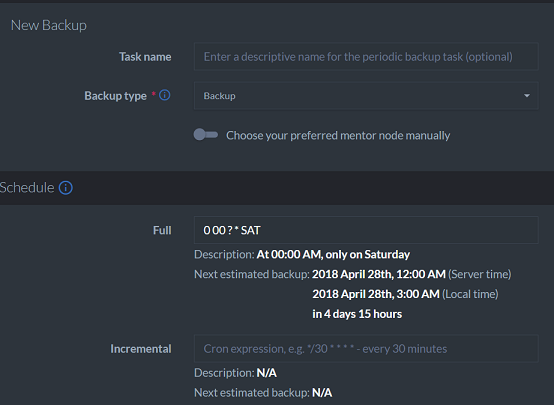 New Backup
Task name Enter a descriptive name for the periodic backup task (optional)
Backup type * Backup
Choose your preferred mentor node manually
Schedule
Full 0 00 ? * SAT
Description: At 00:00 AM, only on Saturday
Next estimated backup: 2018 April 28th, 12:00 AM (Server time)
2018 April 28th, 3:00 AM (Local time)
in 4 days 15 hours
Incremental Cron expression, e.g. */30 * * * * - every 30 minutes
Description: N/A
Next estimated backup: N/A